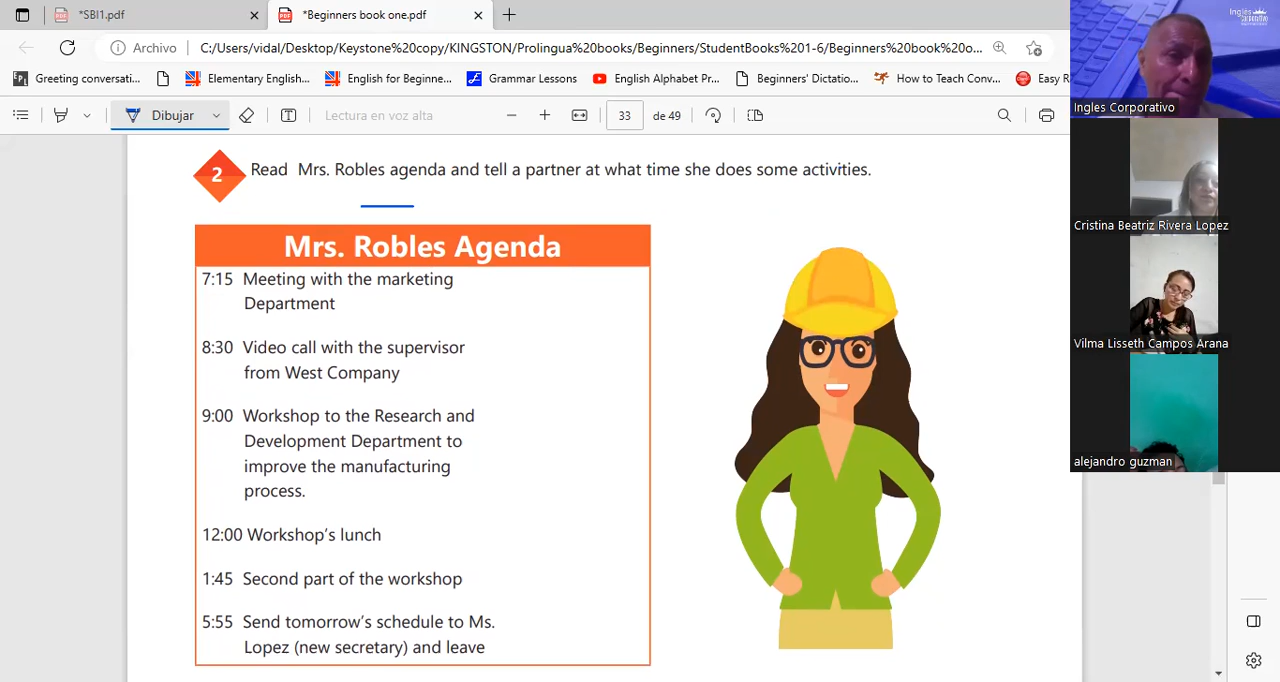 *SBI1.pdf
*Beginners book one.pdf
Archivo
C:/Users/vidal/Desktop/Keystone%20copy/KINGSTON/Prolingua%20books/Beginners/StudentBooks%201-6/Beginners%20book%20o...
Greeting conversati...
Elementary English...
English for Beginne...
Grammar Lessons
English Alphabet Pr...
Beginners' Dictatio...
How to Teach Conv...
Easy R
Dibujar
Lectura en voz alta
33 de 49
2 Read Mrs. Robles agenda and tell a partner at what time she does some activities.
Mrs. Robles Agenda
7:15 Meeting with the marketing
Department
8:30 Video call with the supervisor
from West Company
9:00 Workshop to the Research and
Development Department to
improve the manufacturing
process.
12:00 Workshop's lunch
1:45 Second part of the workshop
5:55 Send tomorrow's schedule to Ms.
Lopez (new secretary) and leave
Ingles Corporativo
Cristina Beatriz Rivera Lopez
Vilma Lisseth Campos Arana
alejandro guzman